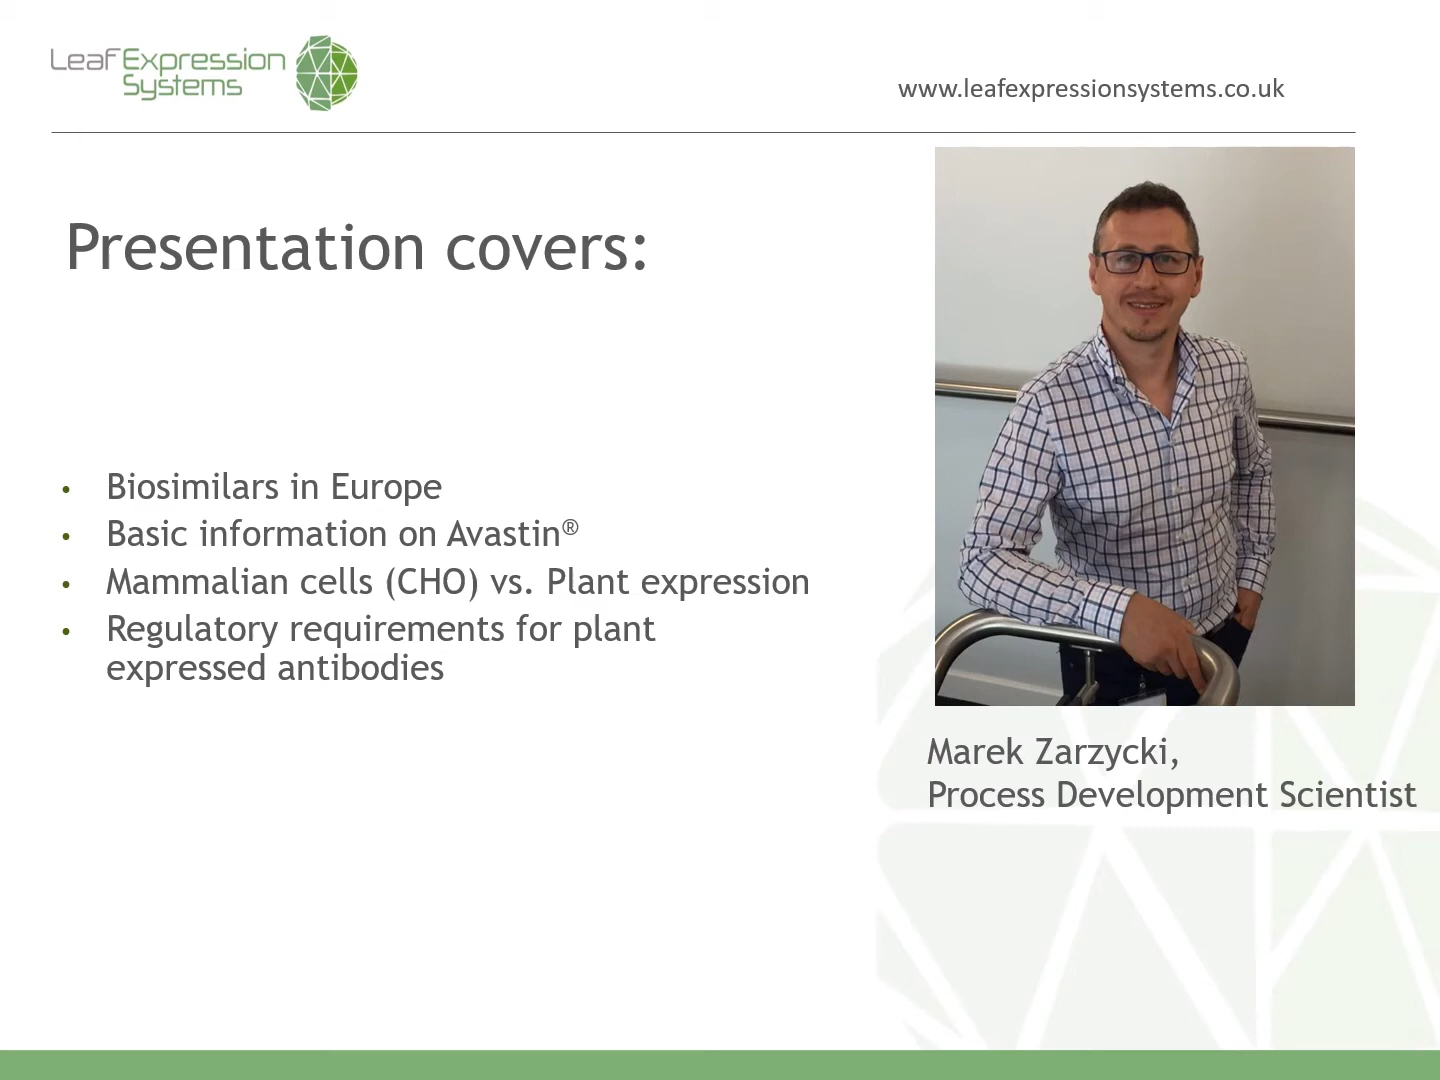 Leaf Expression
Systems
www.leafexpressionsystems.co.uk
Presentation covers:
• Biosimilars in Europe
• Basic information on Avastin®
• Mammalian cells (CHO) vs. Plant expression
• Regulatory requirements for plant
expressed antibodies
Marek Zarzycki,
Process Development Scientist